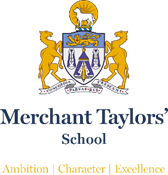 Merchant Taylors'
School
Ambition | Character | Excellence